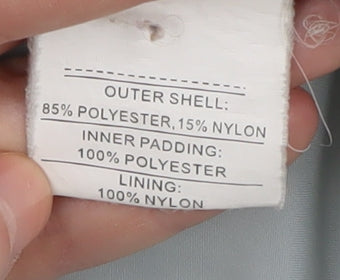 OUTER SHELL:
85% POLYESTER, 15% NYLON
INNER PADDING:
100% POLYESTER
LINING:
100% NYLON